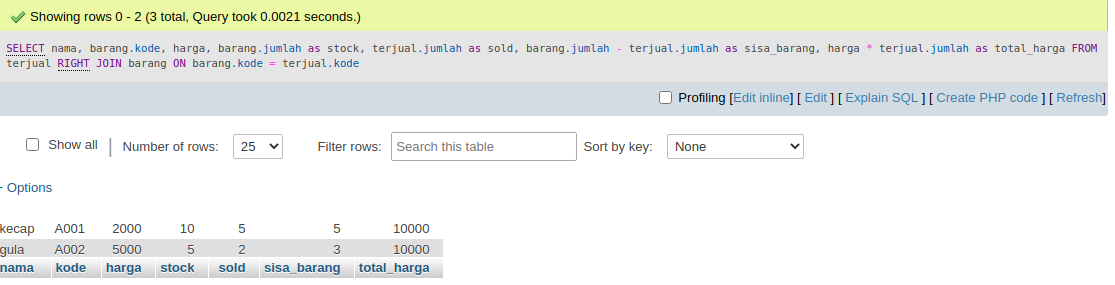 Showing rows 0 - 2 (3 total, Query took 0.0021 seconds.)
SELECT nama, barang.kode, harga, barang.jumlah as stock, terjual.jumlah as sold, barang.jumlah - terjual.jumlah as sisa_barang, harga * terjual.jumlah as total_harga FROM
terjual RIGHT JOIN barang ON barang.kode = terjual.kode
Profiling [Edit inline] [ Edit ] [ Explain SQL ] [ Create PHP code ] [ Refresh]
Show all | Number of rows: 25 Filter rows: Search this table Sort by key: None
+ Options
kecap A001 2000 10 5 5 10000
gula A002 5000 5 2 3 10000
nama kode harga stock sold sisa_barang total_harga